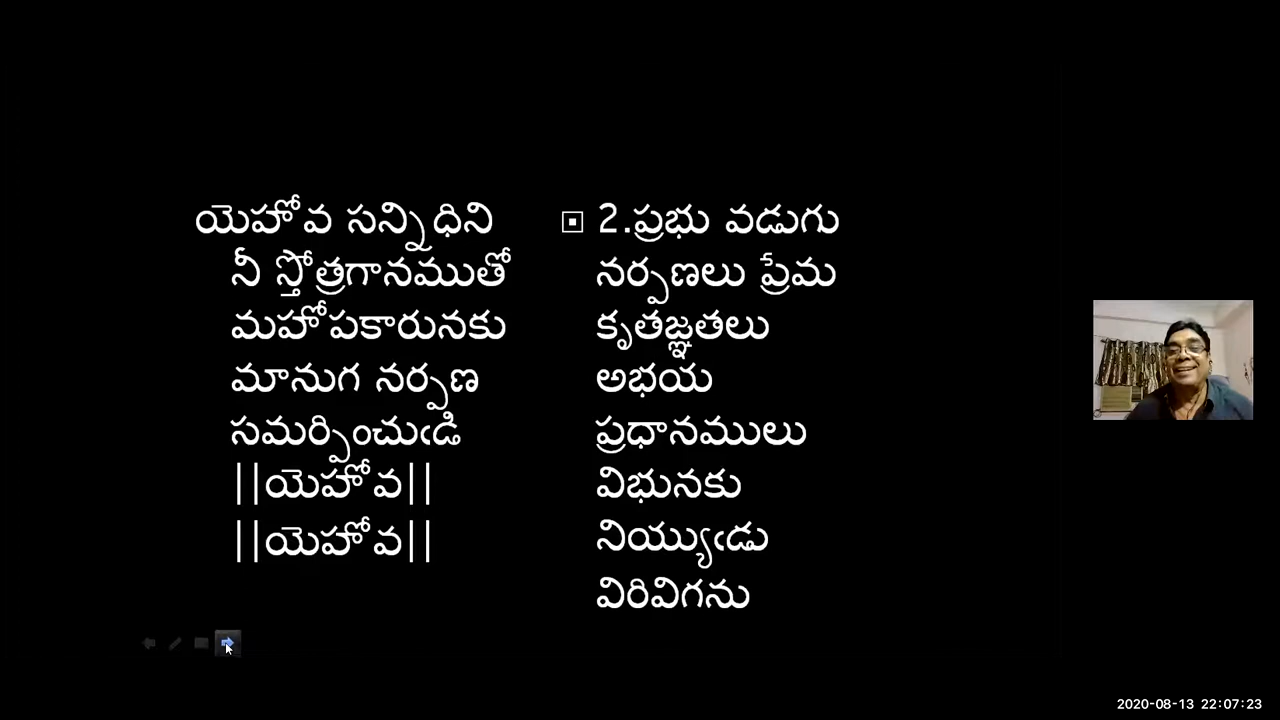 యెహోవ సన్నిధిని
నీ స్తోత్రగానముతో
మహోపకారునకు
మానుగ నర్పణ
సమర్పించుఁడి
||యెహోవ||
||యెహోవ||
2.ప్రభు వడుగు
నర్పణలు ప్రేమ
కృతజ్ఞతలు
అభయ
ప్రధానములు
విభునకు
నియ్యుఁడు
విరివిగను
2020-08-13 22:07:23